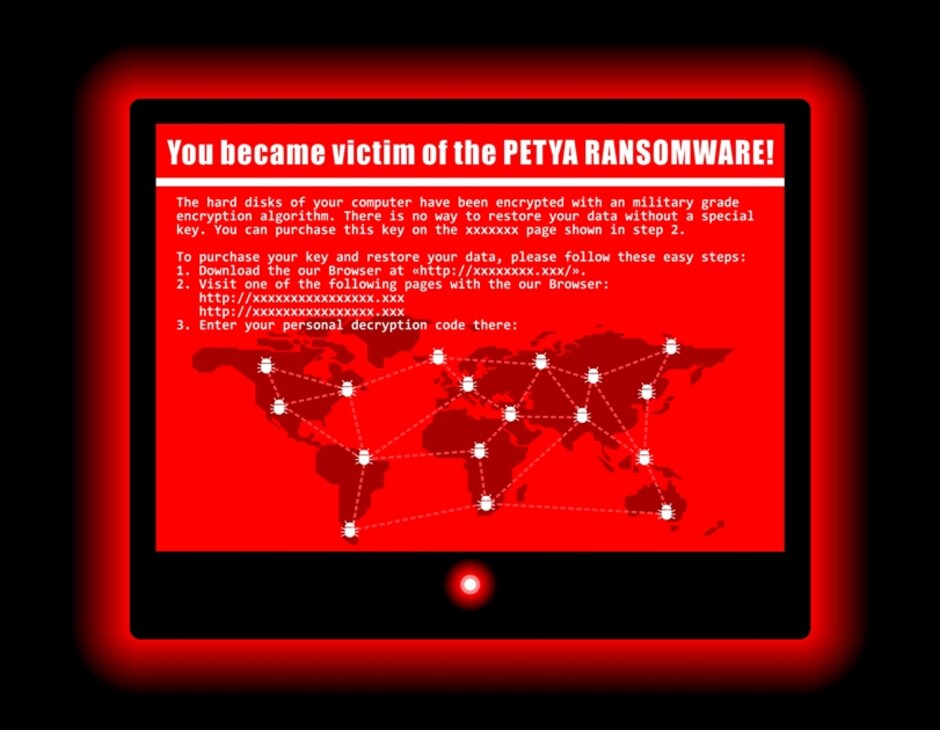 You became victim of the PETYA RANSOMWARE!
The hard disks of your computer have been encrypted with an military grade
encryption algorithm. There is no way to restore your data without a special
key. You can purchase this key on the xxxxxxx page shown in step 2.
To purchase your key and restore your data, please follow these easy steps:
1. Download the our Browser at «http://xxxxxxxx.xxx/».
2. Visit one of the following pages with the our Browser:
http://xxxxxxxxxxxxxxxx.xxx
http://xxxxxxxxxxxxxxxx.xxx
3. Enter your personal decryption code there: